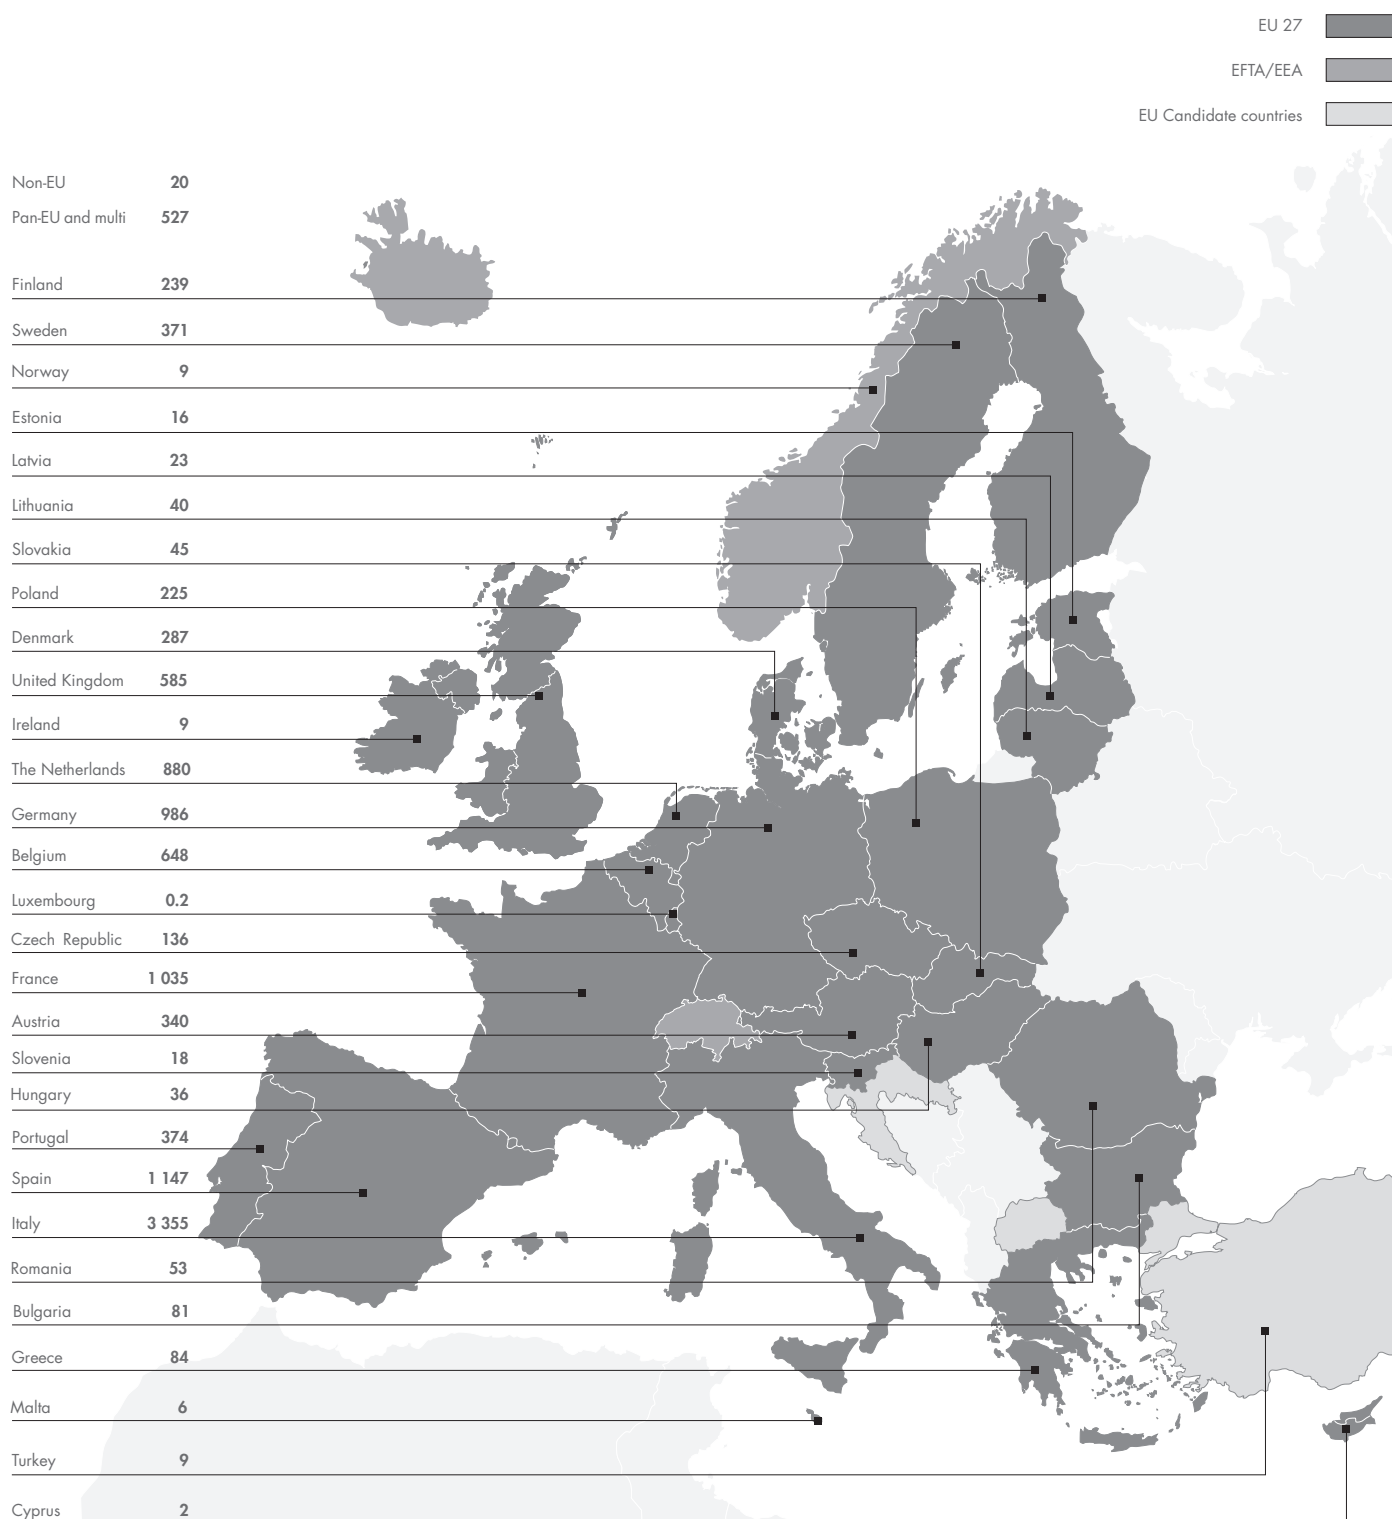 EU 27
EFTA/EEA
EU Candidate countries
Non-EU 20
Pan-EU and multi 527
Finland 239
Sweden 371
Norway 9
Estonia 16
Latvia 23
Lithuania 40
Slovakia 45
Poland 225
Denmark 287
United Kingdom 585
Ireland 9
The Netherlands 880
Germany 986
Belgium 648
Luxembourg 0.2
Czech Republic 136
France 1 035
Austria 340
Slovenia 18
Hungary 36
Portugal 374
Spain 1 147
Italy 3 355
Romania 53
Bulgaria 81
Greece 84
Malta 6
Turkey 9
Cyprus 2